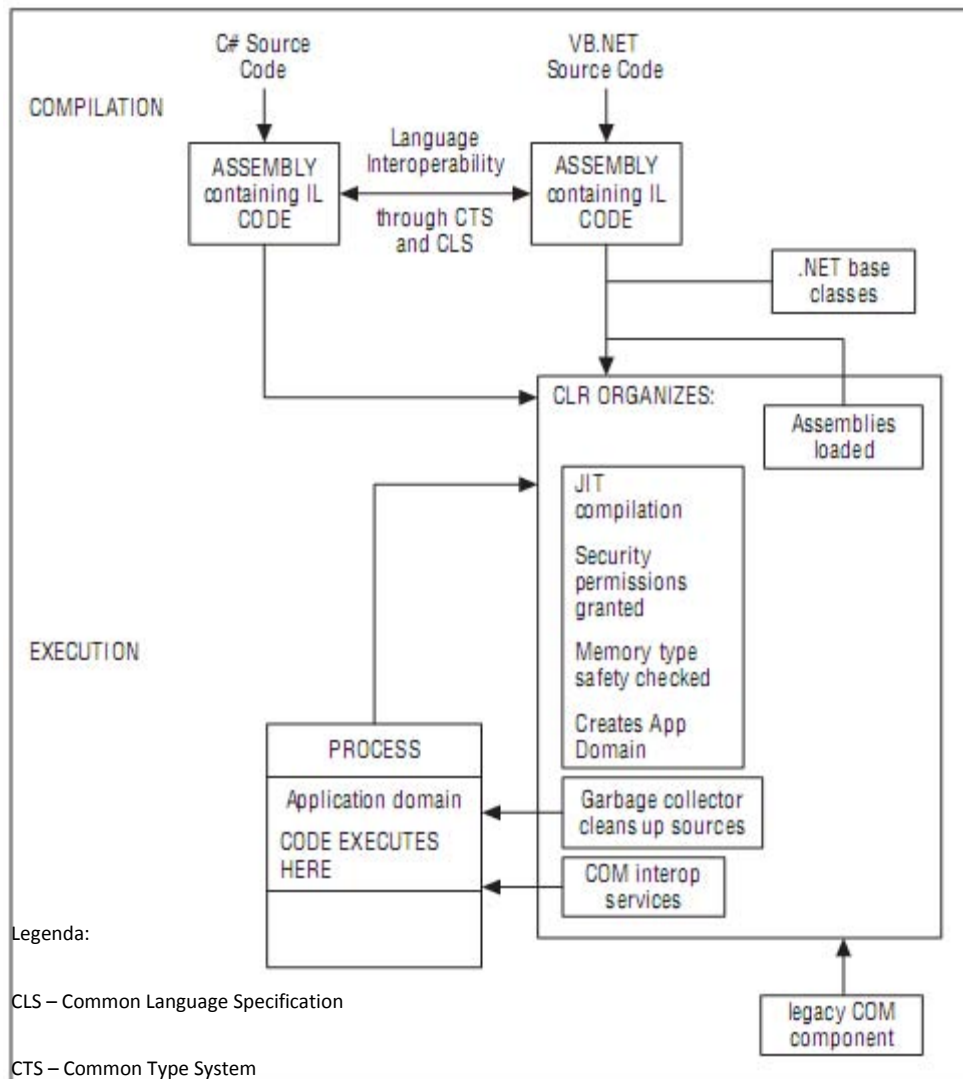 C# Source
Code
VB.NET
Source Code
COMPILATION
Language
Interoperability
ASSEMBLY
containing IL
CODE
ASSEMBLY
containing IL
CODE
through CTS
and CLS
.NET base
classes
CLR ORGANIZES:
Assemblies
loaded
JIT
compilation
Security
permissions
granted
EXECUTION
Memory type
safety checked
Creates App
Domain
PROCESS
Application domain
CODE EXECUTES
HERE
Garbage collector
cleans up sources
COM interop
services
Legenda:
CLS – Common Language Specification
legacy COM
component
CTS – Common Type System